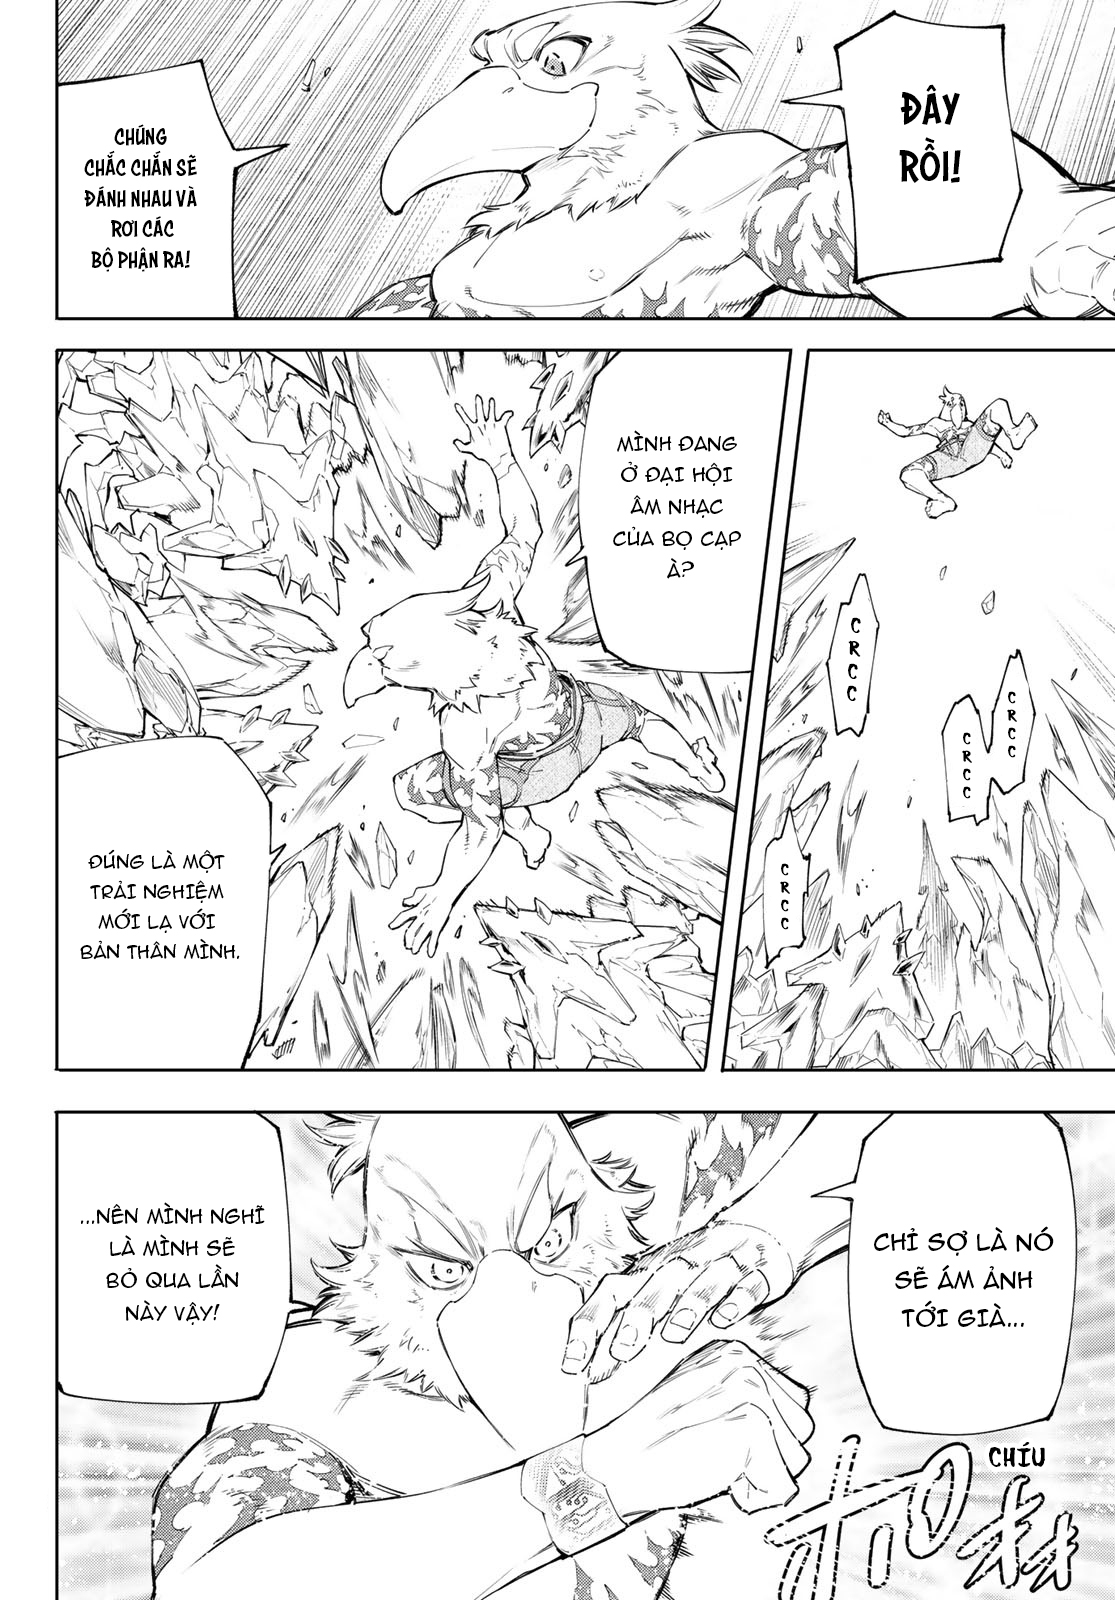 ĐÂY
RỒI!
CHÚNG
CHẮC CHẮN SẼ
ĐÁNH NHAU VÀ
RƠI CÁC
BỘ PHẬN RA!
CRCC
CRCC
CRCC
CRCC
MÌNH ĐANG
Ở ĐẠI HỘI
ÂM NHẠC
CỦA BỌ CẠP
À?
ĐÚNG LÀ MỘT
TRẢI NGHIỆM
MỚI LẠ VỚI
BẢN THÂN MÌNH.
CHỈ SỢ LÀ NÓ
SẼ ÁM ẢNH
TỚI GIÀ...
...NÊN MÌNH NGHĨ
LÀ MÌNH SẼ
BỎ QUA LẦN
NÀY VẬY!
CHÍU